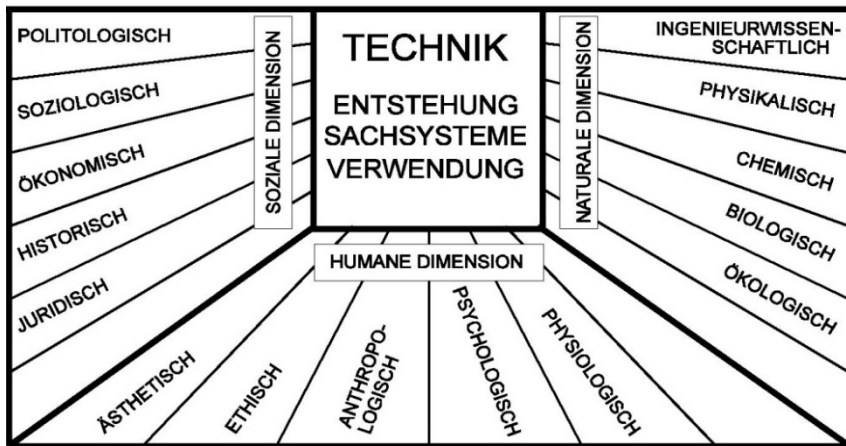 TECHNIK
ENTSTEHUNG
SACHSYSTEME
VERWENDUNG
SOZIALE DIMENSION
POLITOLOGISCH
SOZIOLOGISCH
ÖKONOMISCH
HISTORISCH
JURIDISCH
HUMANE DIMENSION
ÄSTHETISCH
ETHISCH
ANTHROPO-
LOGISCH
PSYCHOLOGISCH
PHYSIOLOGISCH
NATURALE DIMENSION
INGENIEURWISSEN-
SCHAFTLICH
PHYSIKALISCH
CHEMISCH
BIOLOGISCH
ÖKOLOGISCH